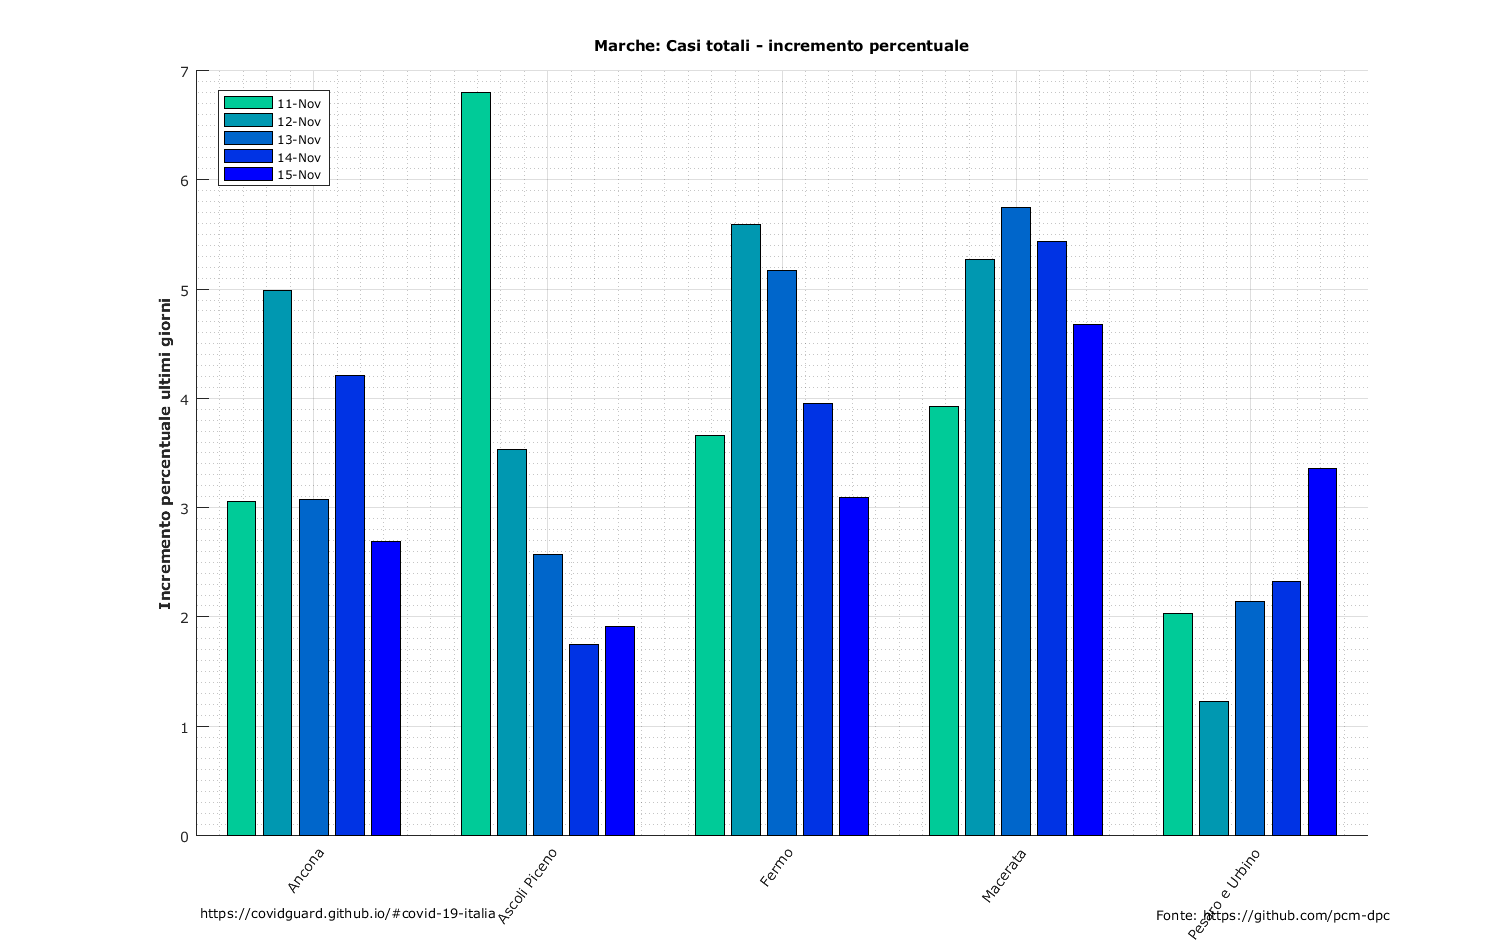 Marche: Casi totali - incremento percentuale
Incremento percentuale ultimi giorni
7
6
5
4
3
2
1
0
11-Nov
12-Nov
13-Nov
14-Nov
15-Nov
Ancona
Ascoli Piceno
Fermo
Macerata
Pesaro e Urbino
https://covidguard.github.io/#covid-19-italia
Fonte: https://github.com/pcm-dpc